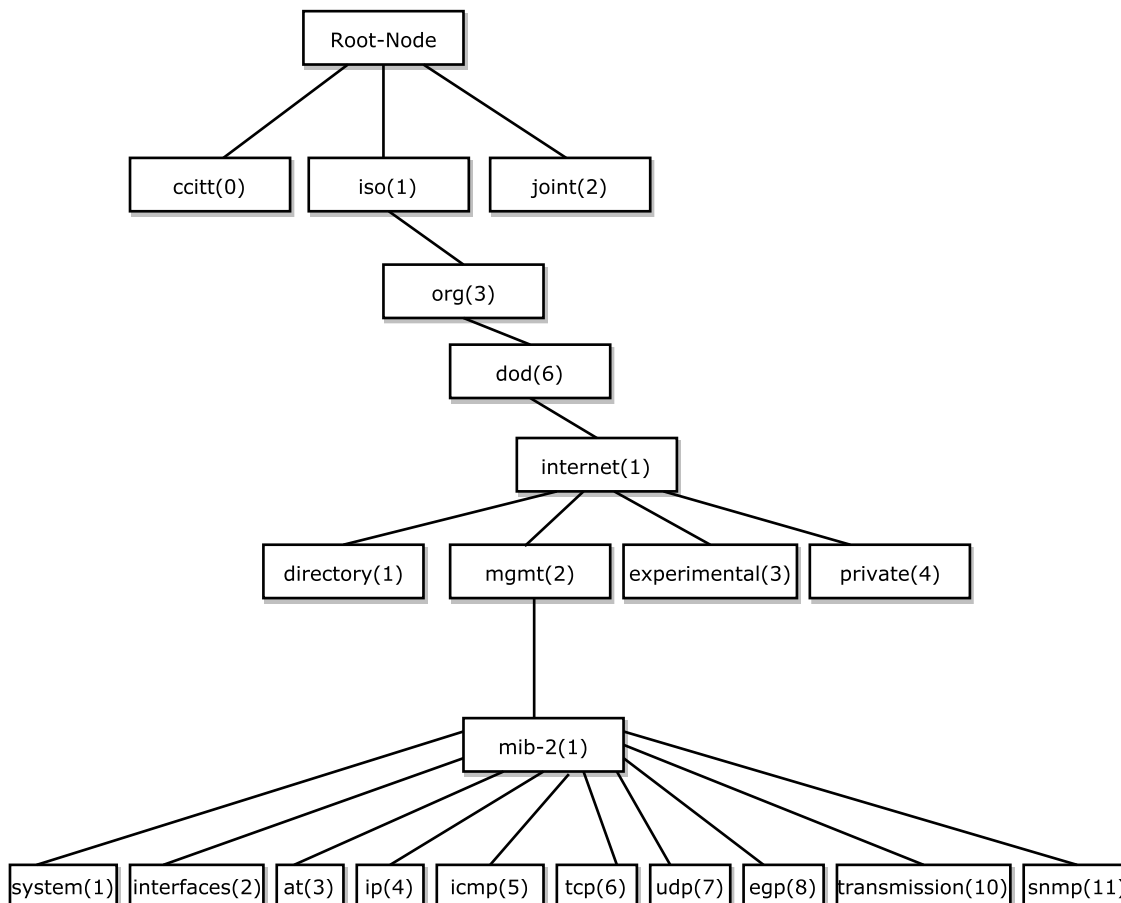 Root-Node
ccitt(0)
iso(1)
joint(2)
org(3)
dod(6)
internet(1)
directory(1)
mgmt(2)
experimental(3)
private(4)
mib-2(1)
system(1)
interfaces(2)
at(3)
ip(4)
icmp(5)
tcp(6)
udp(7)
egp(8)
transmission(10)
snmp(11)